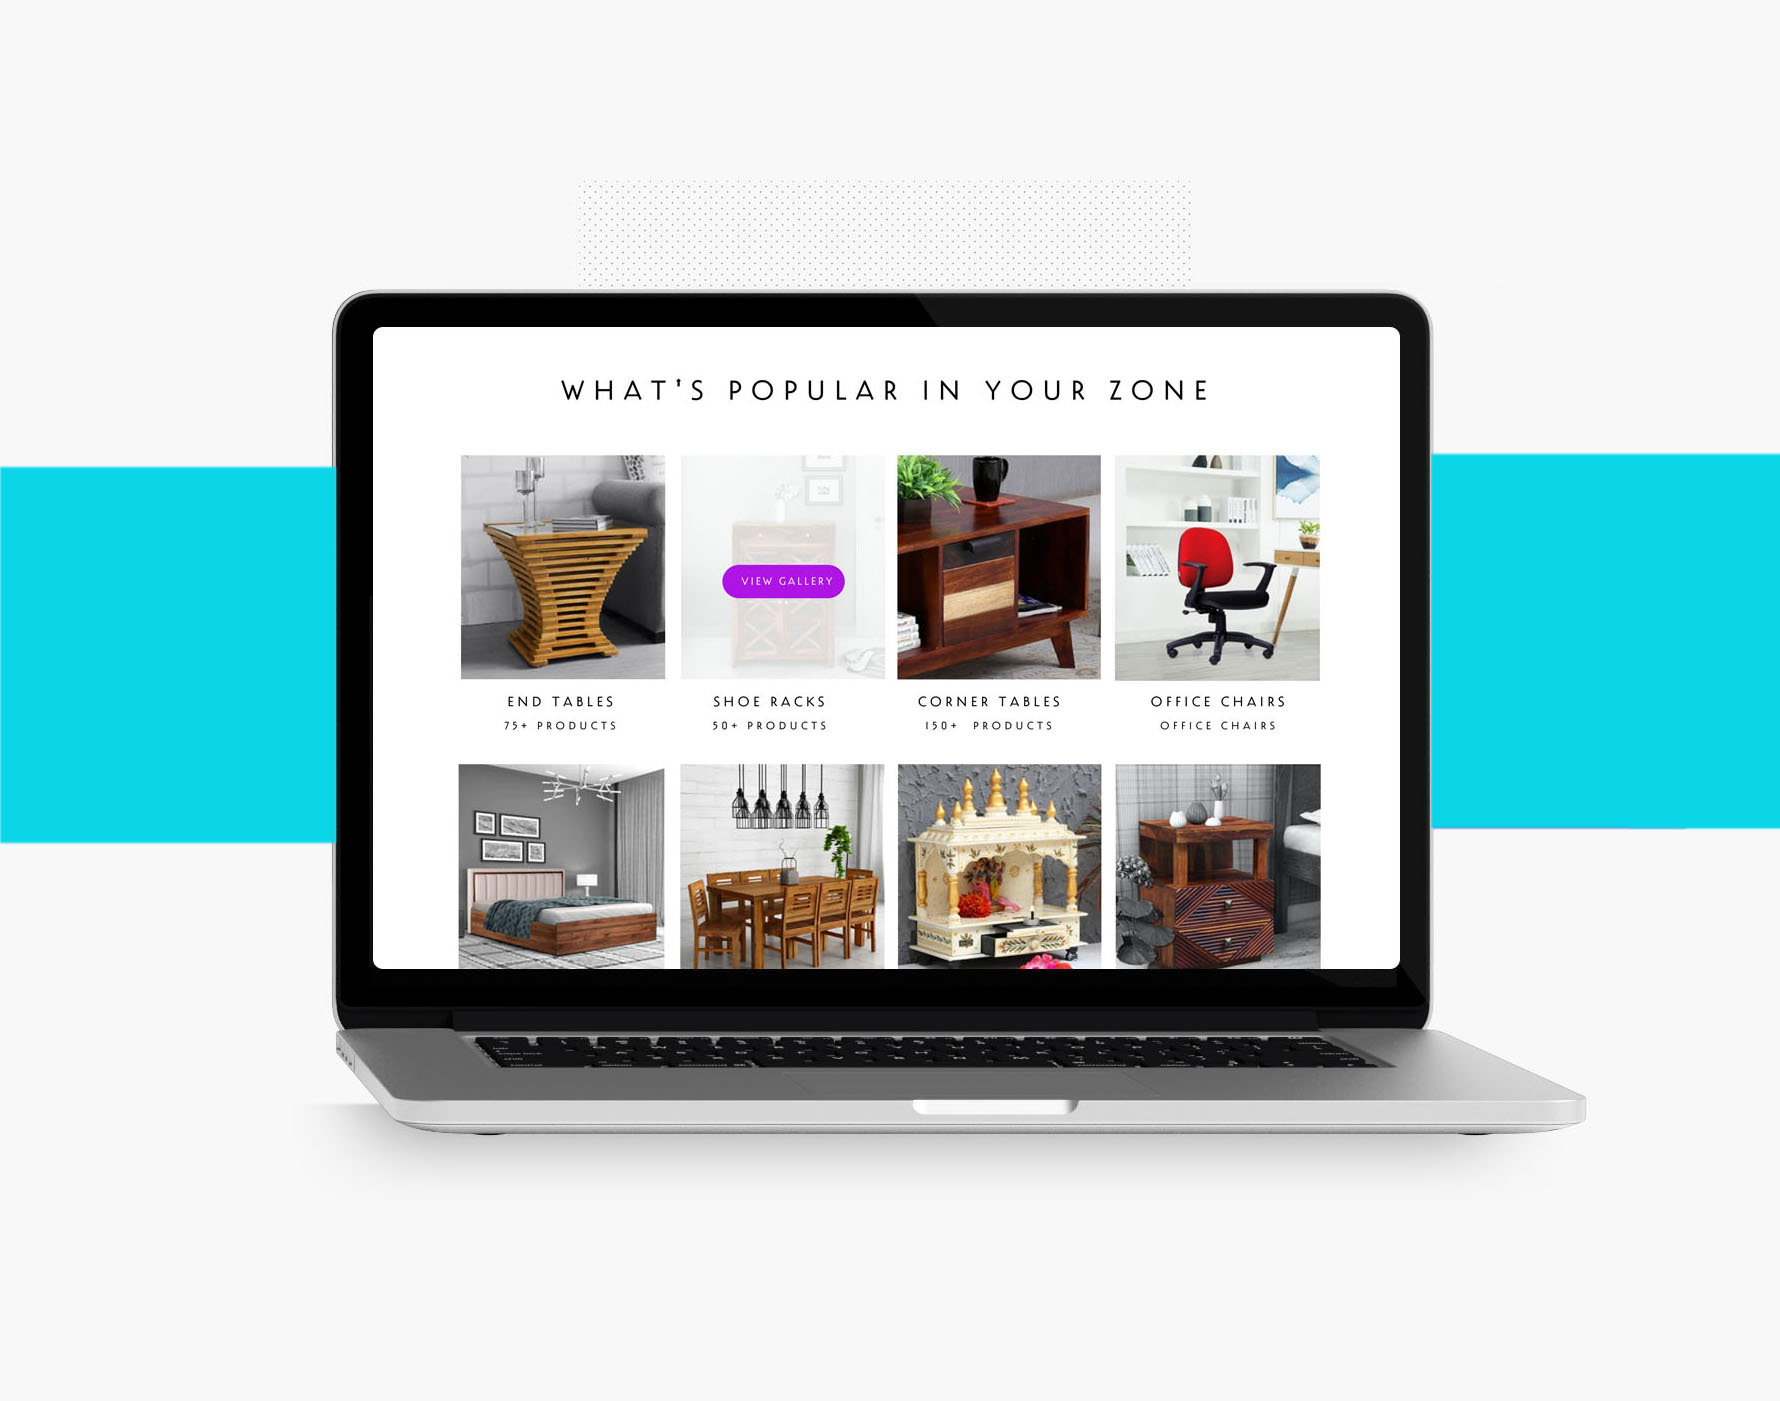 WHAT'S POPULAR IN YOUR ZONE
VIEW GALLERY
END TABLES
75+ PRODUCTS
SHOE RACKS
50+ PRODUCTS
CORNER TABLES
150+ PRODUCTS
OFFICE CHAIRS
OFFICE CHAIRS